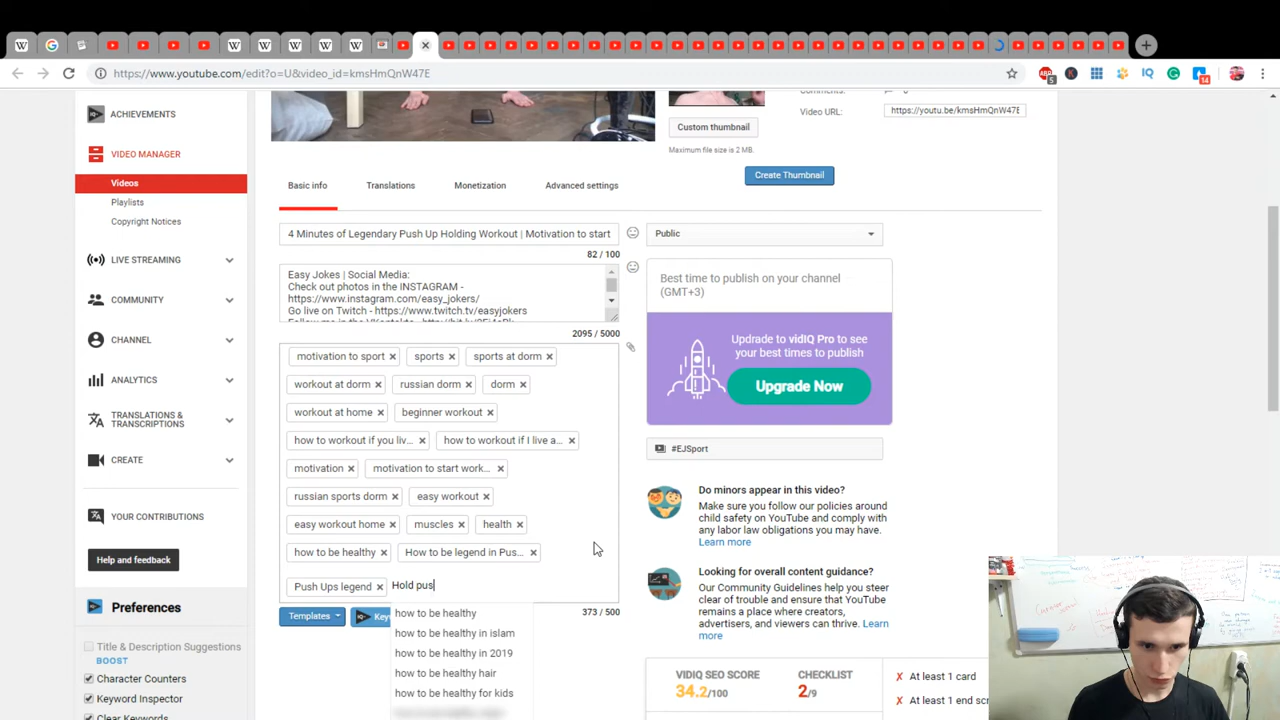 https://www.youtube.com/edit?o=U&video_id=kmsHmQnW47E
5
14
ACHIEVEMENTS
VIDEO MANAGER
Videos
Playlists
Copyright Notices
LIVE STREAMING
COMMUNITY
CHANNEL
ANALYTICS
TRANSLATIONS &
TRANSCRIPTIONS
CREATE
YOUR CONTRIBUTIONS
Help and feedback
Preferences
Title & Description Suggestions
BOOST
Character Counters
Keyword Inspector
Clear Keywords
Custom thumbnail
Maximum file size is 2 MB.
Video URL:
https://youtu.be/kmsHmQnW47E
Create Thumbnail
Basic info
Translations
Monetization
Advanced settings
4 Minutes of Legendary Push Up Holding Workout | Motivation to start
82 / 100
Easy Jokes | Social Media:
Check out photos in the INSTAGRAM -
https://www.instagram.com/easy_jokers/
Go live on Twitch - https://www.twitch.tv/easyjokers
2095 / 5000
motivation to sport × sports × sports at dorm ×
workout at dorm × russian dorm × dorm ×
workout at home × beginner workout ×
how to workout if you liv... × how to workout if I live a... ×
motivation × motivation to start work... ×
russian sports dorm × easy workout ×
easy workout home × muscles × health ×
how to be healthy × How to be legend in Pus... ×
Push Ups legend × Hold pus
373 / 500
Templates
Key
how to be healthy
how to be healthy in islam
how to be healthy in 2019
how to be healthy hair
how to be healthy for kids
Public
Best time to publish on your channel
(GMT+3)
Updrade to vidIQ Pro to see
your best times to publish
Upgrade Now
#EJSport
Do minors appear in this video?
Make sure you follow our policies around
child safety on YouTube and comply with
any labor law obligations you may have.
Learn more
Looking for overall content guidance?
Our Community Guidelines help you steer
clear of trouble and ensure that YouTube
remains a place where creators,
advertisers, and viewers can thrive. Learn
more
VIDIQ SEO SCORE
34.2/100
CHECKLIST
2/9
✗ At least 1 card
✗ At least 1 end scr